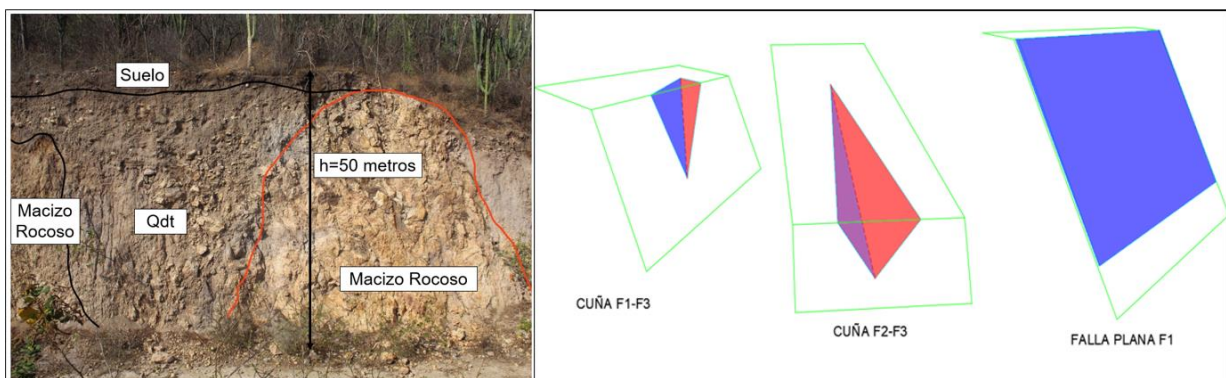 Suelo
h=50 metros
Macizo
Rocoso
Qdt
Macizo Rocoso
CUÑA F1-F3
CUÑA F2-F3
FALLA PLANA F1